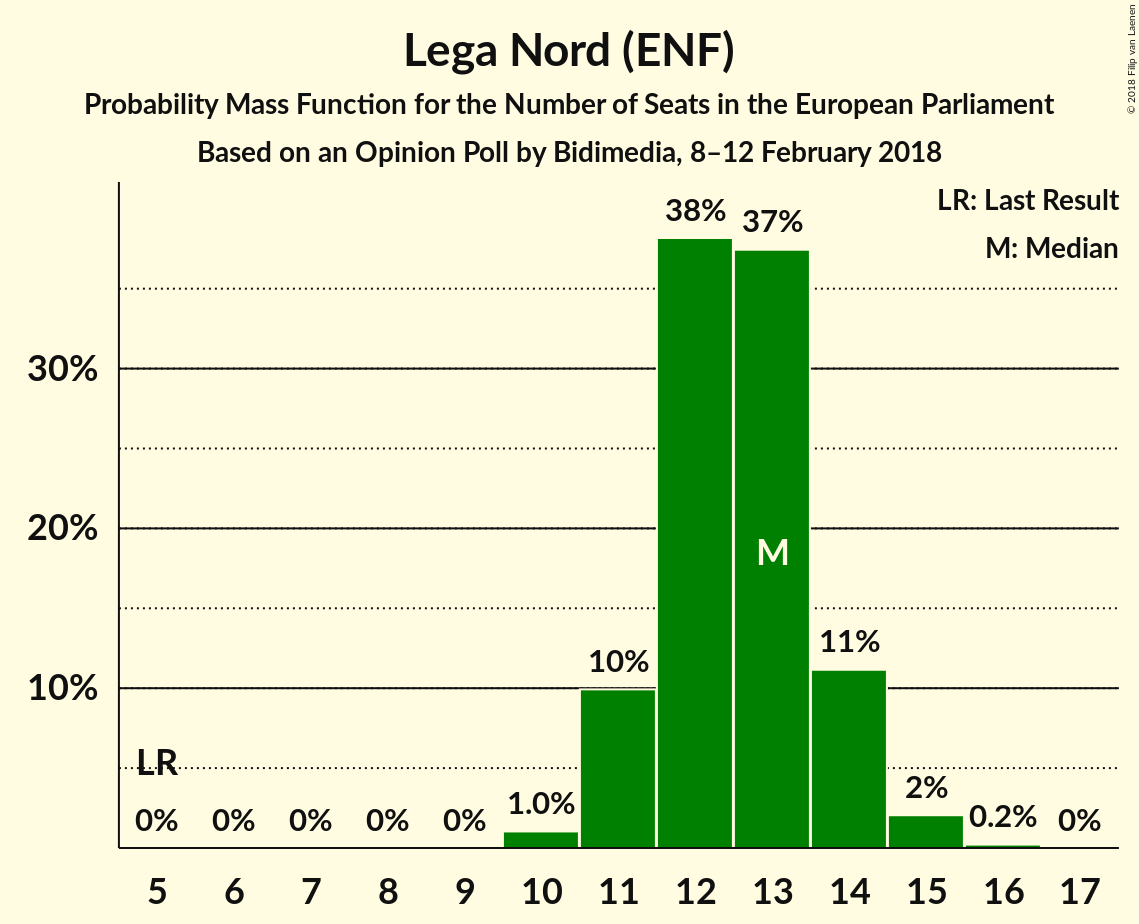 Lega Nord (ENF)
Probability Mass Function for the Number of Seats in the European Parliament
Based on an Opinion Poll by Bidimedia, 8–12 February 2018
© 2018 Filip van Laenen
LR: Last Result
M: Median
38%
37%
30%
20%
M
11%
10%
10%
LR
2%
1.0%
0.2%
0% 0% 0% 0% 0% 0%
5 6 7 8 9 10 11 12 13 14 15 16 17